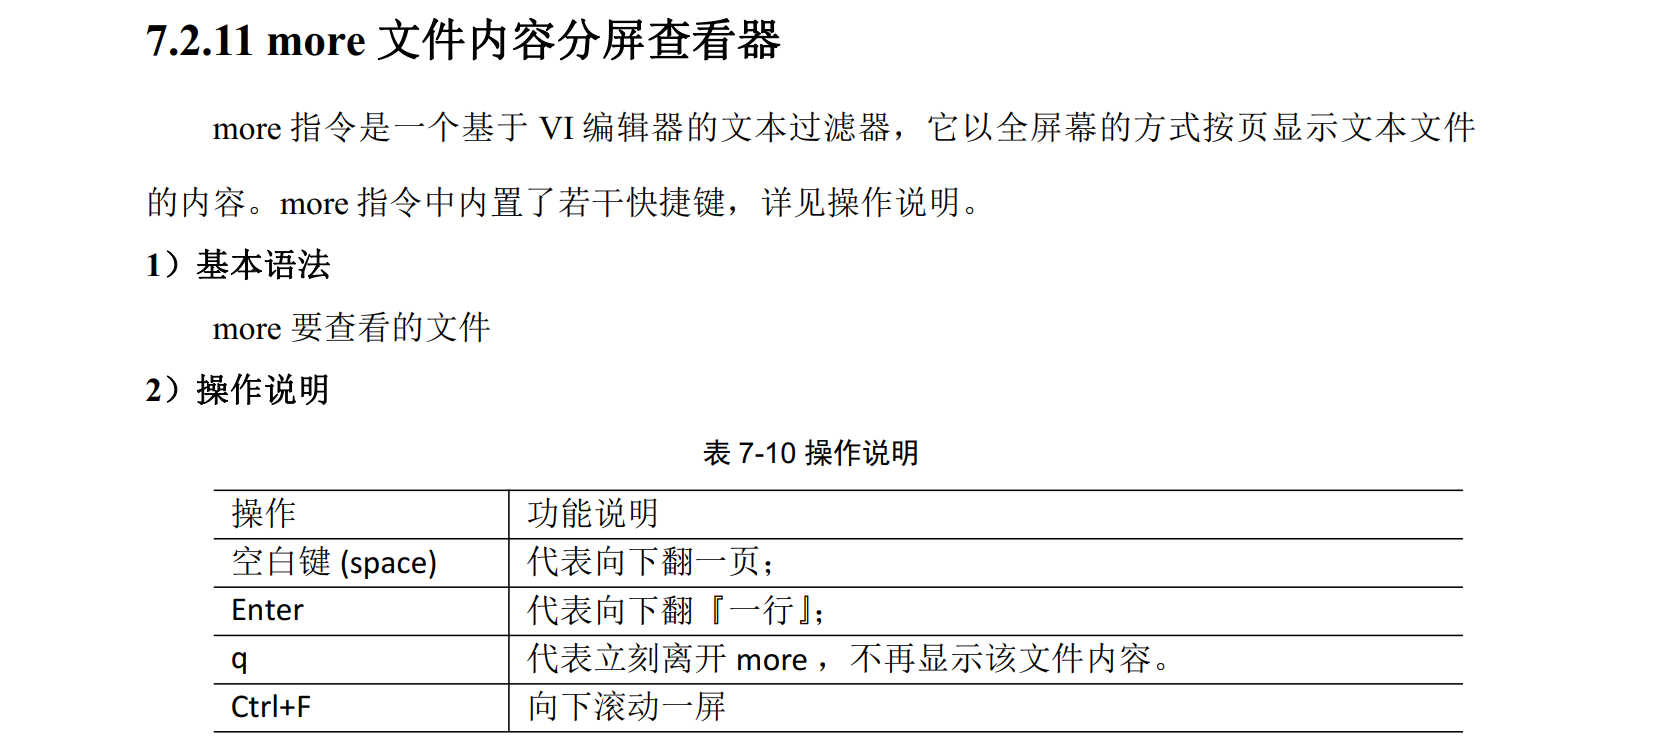 7.2.11 more 文件内容分屏查看器
more 指令是一个基于 VI 编辑器的文本过滤器，它以全屏幕的方式按页显示文本文件
的内容。more 指令中内置了若干快捷键，详见操作说明。
1）基本语法
more 要查看的文件
2）操作说明
表 7-10 操作说明
操作 功能说明
空白键 (space) 代表向下翻一页；
Enter 代表向下翻『一行』；
q 代表立刻离开 more ，不再显示该文件内容。
Ctrl+F 向下滚动一屏